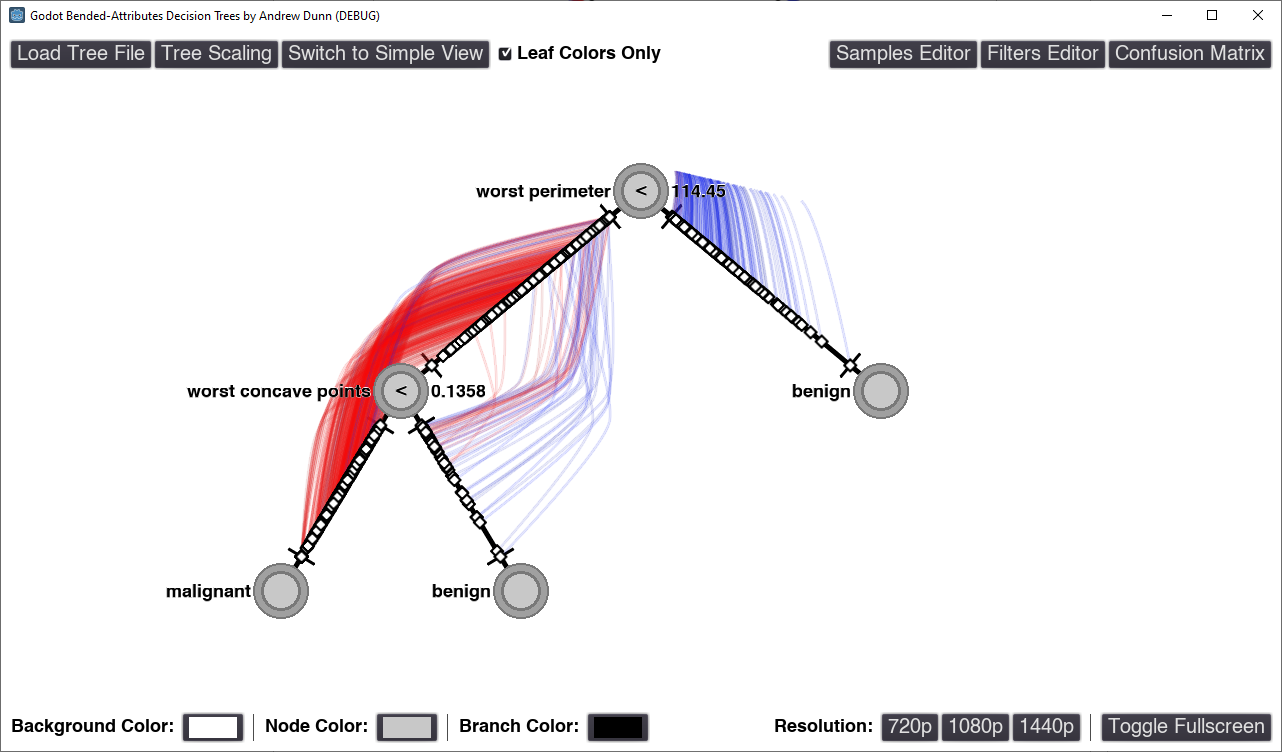 Godot Bended-Attributes Decision Trees by Andrew Dunn (DEBUG)
Load Tree File Tree Scaling Switch to Simple View Leaf Colors Only Samples Editor Filters Editor Confusion Matrix
worst perimeter < 114.45
worst concave points < 0.1358 benign
malignant benign
Background Color: Node Color: Branch Color: Resolution: 720p 1080p 1440p Toggle Fullscreen